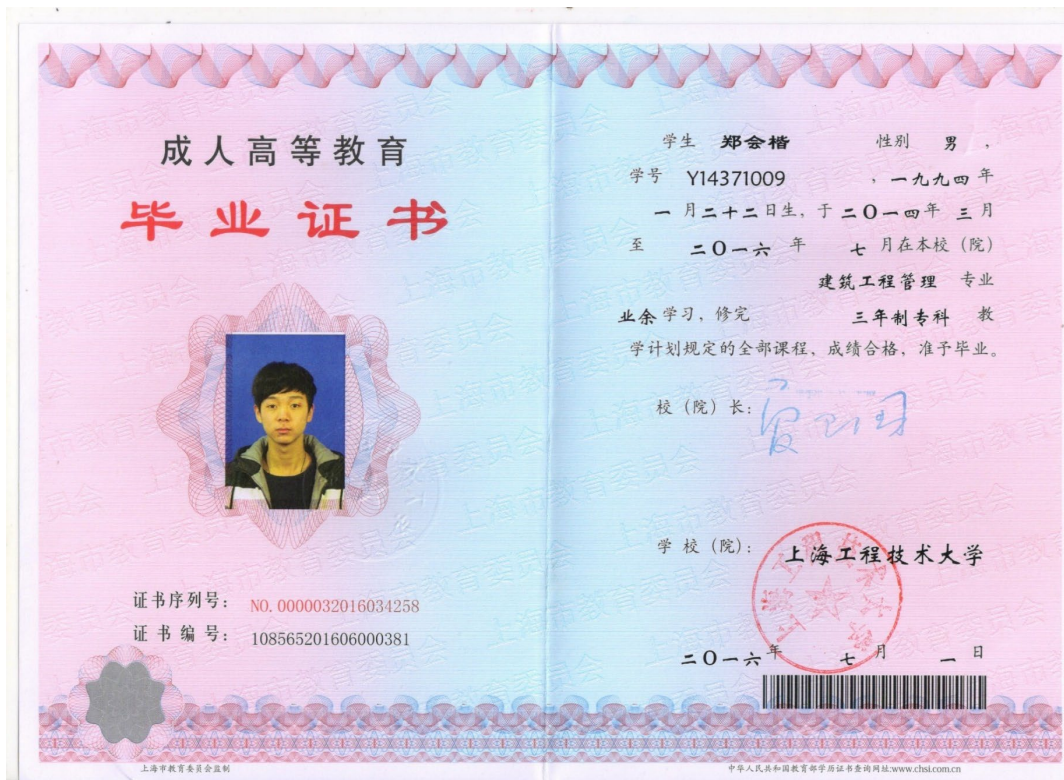 成人高等教育
毕业证书
证书序列号： NO. 0000032016034258
证 书 编 号： 108565201606000381
上海市教育委员会监制
学生 郑会楷 性别 男 ，
学号 Y14371009 ，一九九四 年
一 月二十二日生，于 二〇一四年 三 月
至 二〇一六 年 七 月在本校（院）
建筑工程管理 专业
业余 学习，修完 三年制专科 教
学计划规定的全部课程，成绩合格，准予毕业。
校（院）长：
学 校（院）： 上海工程技术大学
二〇一六 年 七 月 一 日
中华人民共和国教育部学历证书查询网址:www.chsi.com.cn